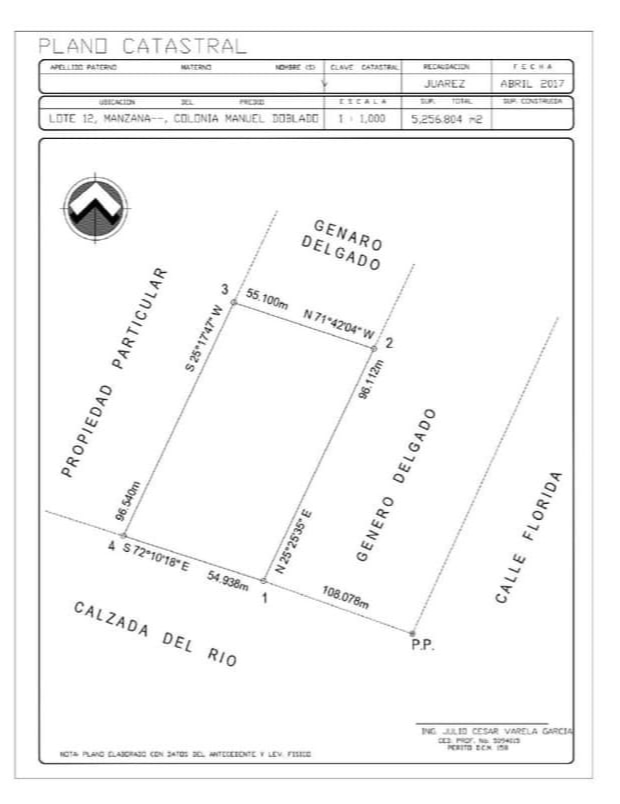 PLANO CATASTRAL
APELLIDO PATERNO MATERNO NOMBRE (S) CLAVE CATASTRAL RECAUDACION F E C H A
JUAREZ ABRIL 2017
UBICACION DEL PREDIO E S C A L A SUP. TOTAL SUP. CONSTRUIDA
LOTE 12, MANZANA--, COLONIA MANUEL DOBLADO 1 : 1,000 5,256.804 m2
GENARO
DELGADO
PROPIEDAD PARTICULAR
3
55.100m
N 71°42'04" W
2
S 25°17'47" W
96.112m
96.540m
N 25°25'35" E
GENERO DELGADO
CALLE FLORIDA
4
S 72°10'18" E
54.938m
1
108.078m
P.P.
CALZADA DEL RIO
ING. JULIO CESAR VARELA GARCIA
CED. PROF. No. 5054015
PERITO D.C.M. 158
NOTA: PLANO ELABORADO CON DATOS DEL ANTECEDENTE Y LEV. FISICO